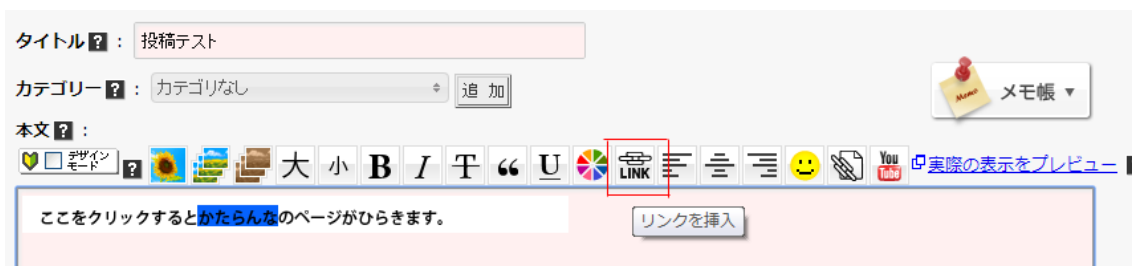 タイトル ? : 投稿テスト
カテゴリー ? : カテゴリなし 追 加
Memo メモ帳 ▼
本文 ? :
デザインモード ? 大 小 B I T “ U LINK You Tube 実際の表示をプレビュー
ここをクリックするとかたらんなのページがひらきます。
リンクを挿入